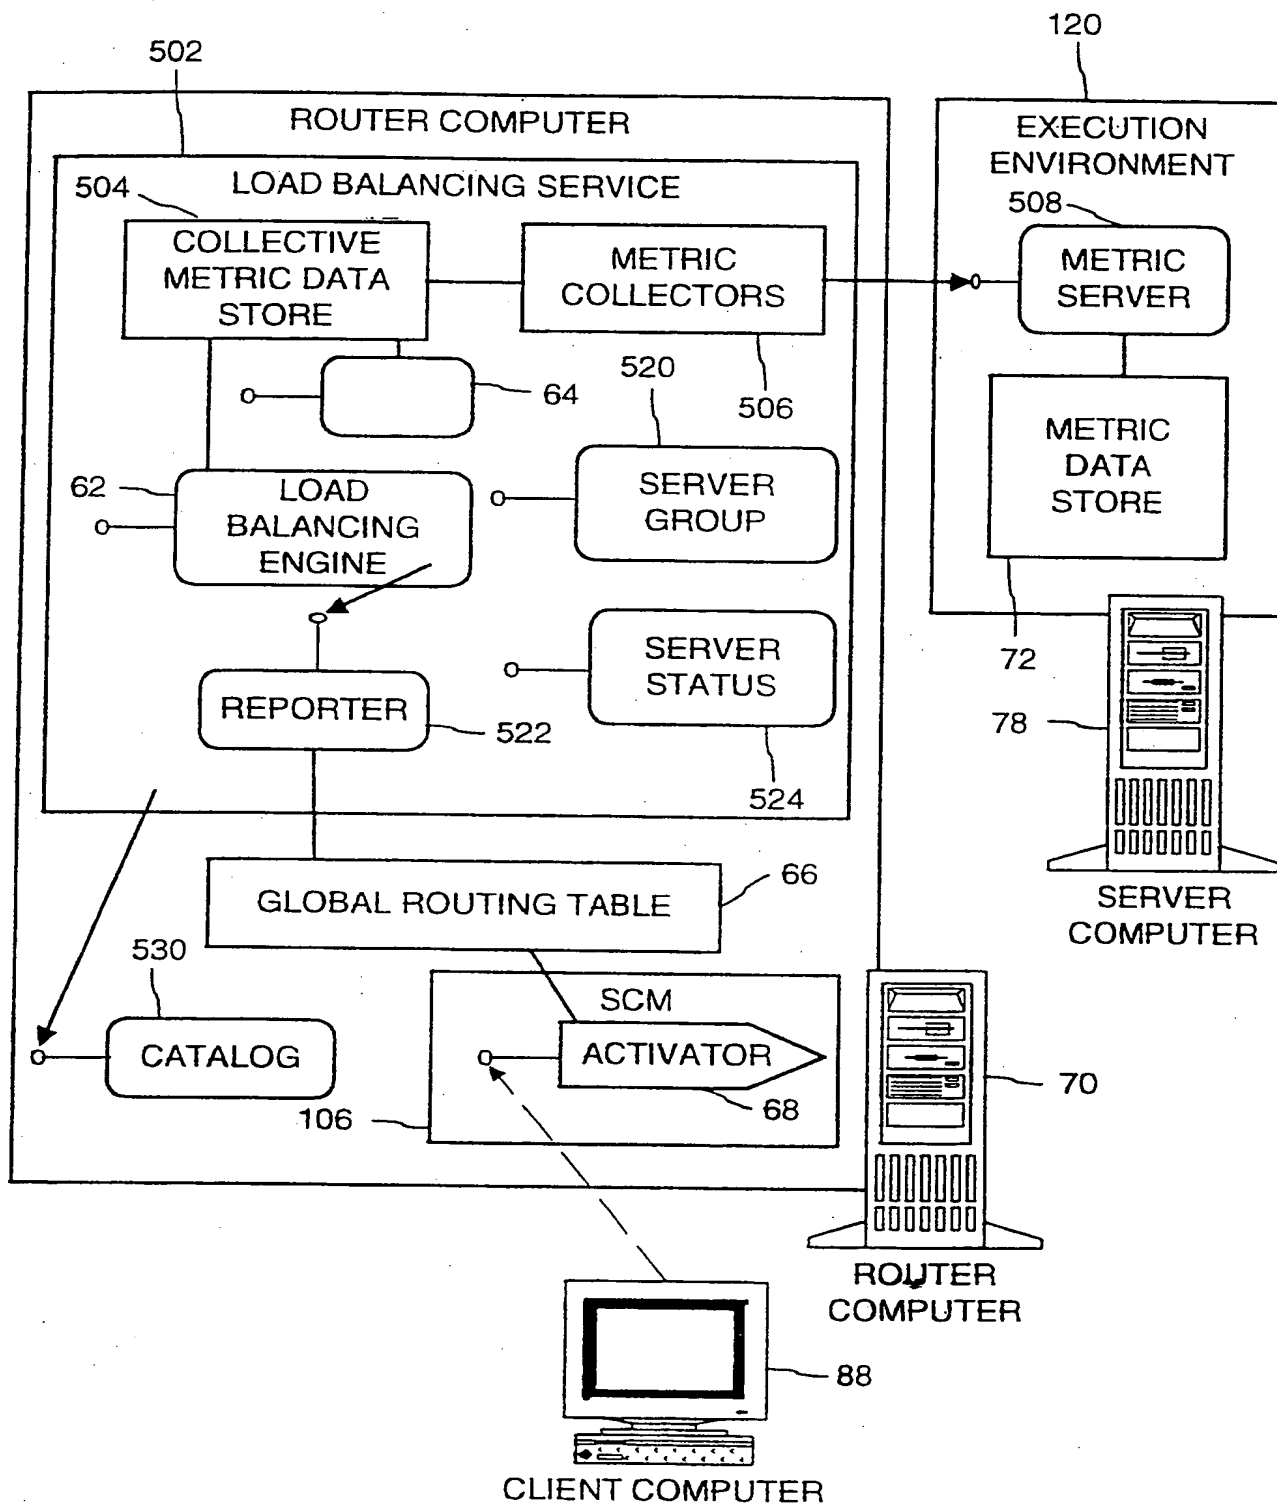 502
120
ROUTER COMPUTER
EXECUTION
ENVIRONMENT
LOAD BALANCING SERVICE
504
508
COLLECTIVE
METRIC DATA
STORE
METRIC
COLLECTORS
METRIC
SERVER
64
520
506
METRIC
DATA
STORE
62
LOAD
BALANCING
ENGINE
SERVER
GROUP
72
SERVER
STATUS
REPORTER
522
78
524
GLOBAL ROUTING TABLE
66
SERVER
COMPUTER
530
SCM
CATALOG
ACTIVATOR
70
106
68
ROUTER
COMPUTER
88
CLIENT COMPUTER